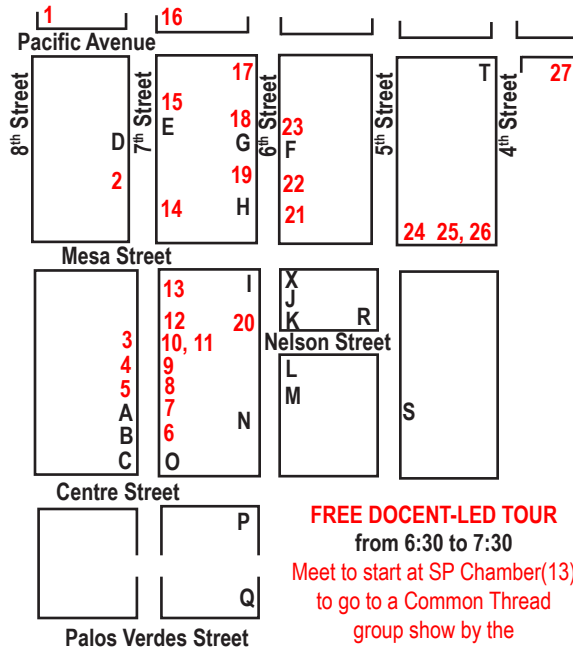 1
16
Pacific Avenue
8th Street
7th Street
6th Street
5th Street
4th Street
17
T
27
15
E
18
G
23
F
D
2
19
22
14
H
21
24 25, 26
Mesa Street
13
I
X
J
12
20
K
R
3
10, 11
Nelson Street
4
9
L
5
8
M
A
7
N
S
B
6
C
O
Centre Street
P
FREE DOCENT-LED TOUR
from 6:30 to 7:30
Meet to start at SP Chamber(13)
to go to a Common Thread
group show by the
Q
Palos Verdes Street